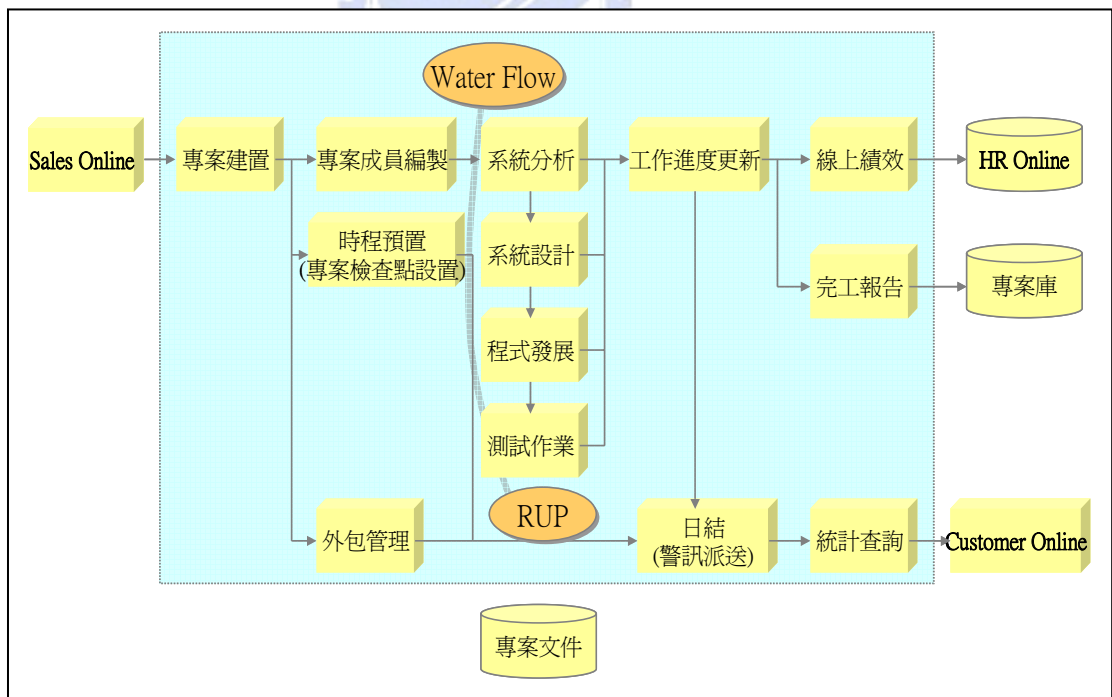 Water Flow
Sales Online
專案建置
專案成員編製
系統分析
工作進度更新
線上績效
HR Online
時程預置
(專案檢查點設置)
系統設計
完工報告
專案庫
程式發展
測試作業
RUP
外包管理
日結
(警訊派送)
統計查詢
Customer Online
專案文件